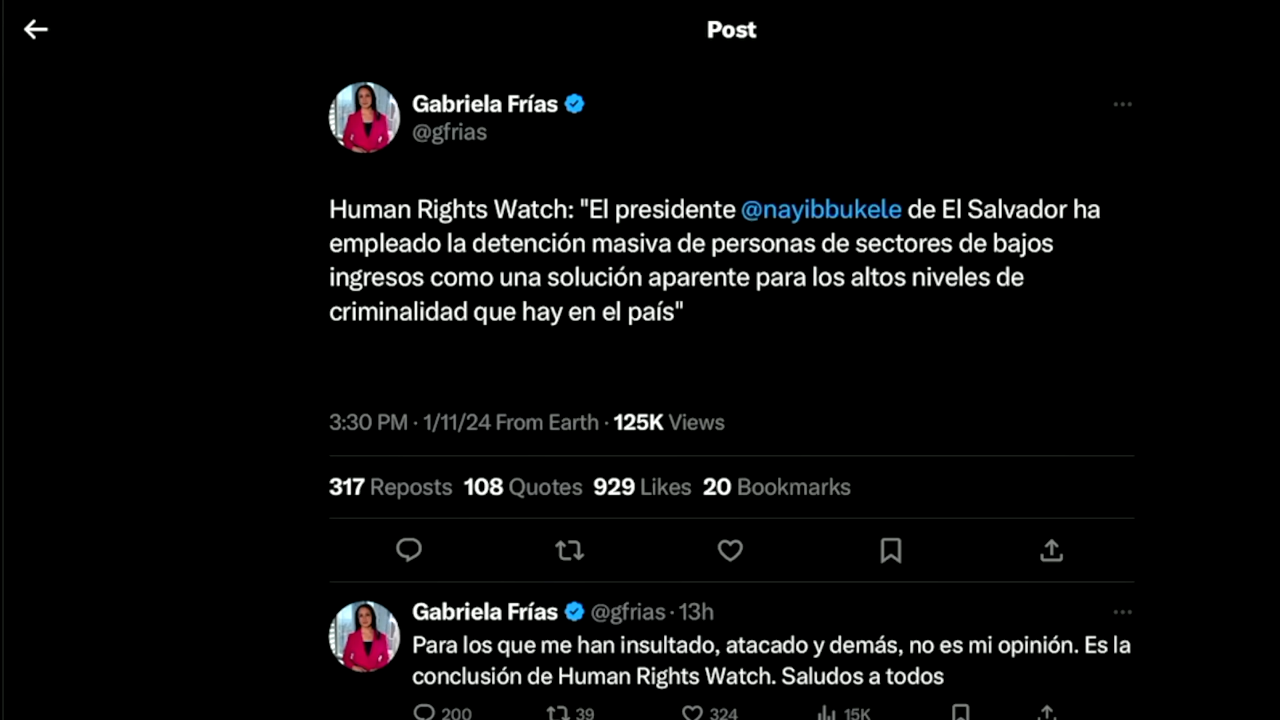 Post
Gabriela Frías
@gfrias
Human Rights Watch: "El presidente @nayibbukele de El Salvador ha
empleado la detención masiva de personas de sectores de bajos
ingresos como una solución aparente para los altos niveles de
criminalidad que hay en el país"
3:30 PM · 1/11/24 From Earth · 125K Views
317 Reposts 108 Quotes 929 Likes 20 Bookmarks
Gabriela Frías @gfrias · 13h
Para los que me han insultado, atacado y demás, no es mi opinión. Es la
conclusión de Human Rights Watch. Saludos a todos
200 39 324 15K